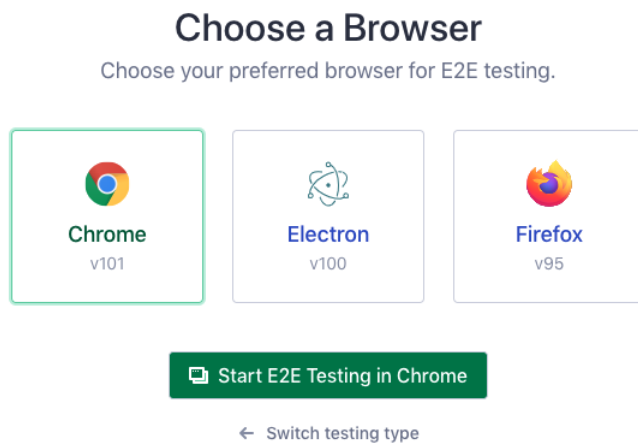 Choose a Browser
Choose your preferred browser for E2E testing.
Chrome
v101
Electron
v100
Firefox
v95
Start E2E Testing in Chrome
← Switch testing type